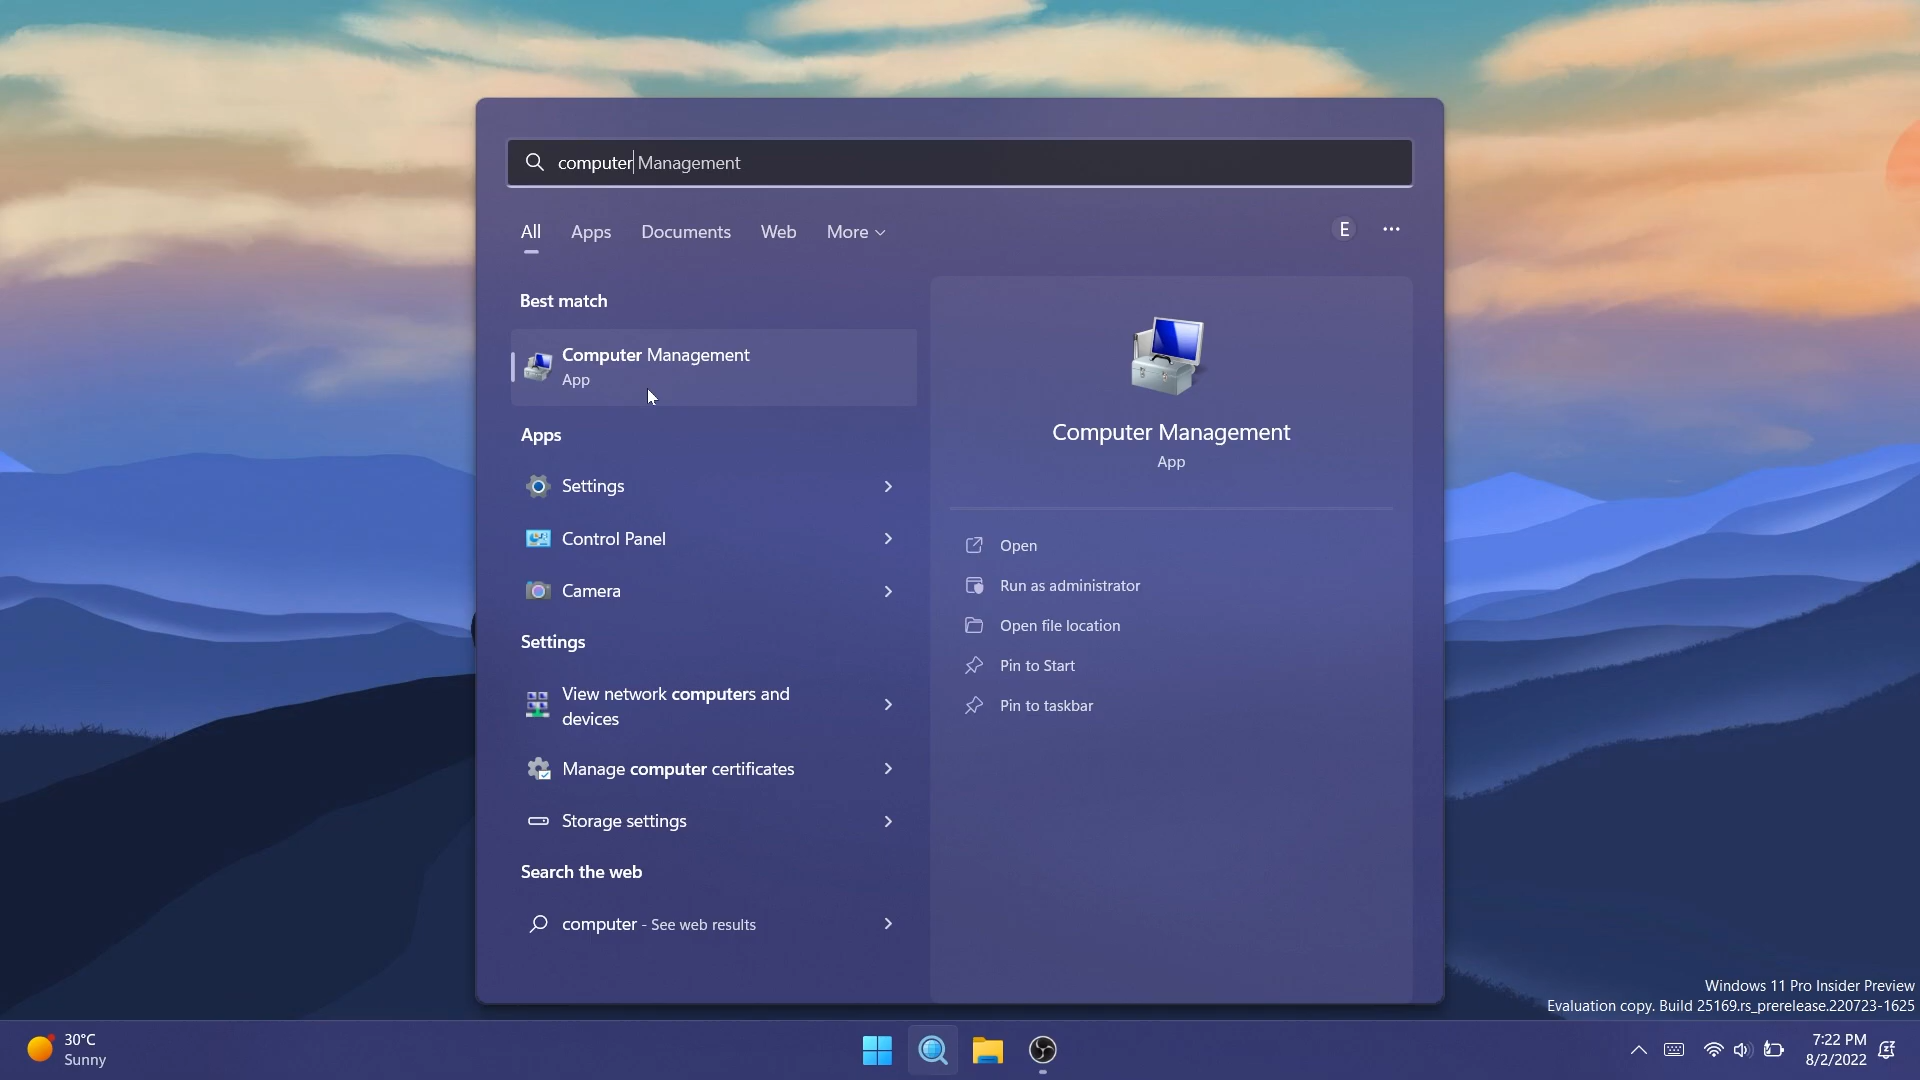 computer Management
All Apps Documents Web More
E
Best match
Computer Management
App
Apps
Settings
Control Panel
Camera
Settings
View network computers and
devices
Manage computer certificates
Storage settings
Search the web
computer - See web results
Computer Management
App
Open
Run as administrator
Open file location
Pin to Start
Pin to taskbar
Windows 11 Pro Insider Preview
Evaluation copy. Build 25169.rs_prerelease.220723-1625
30°C
Sunny
7:22 PM
8/2/2022